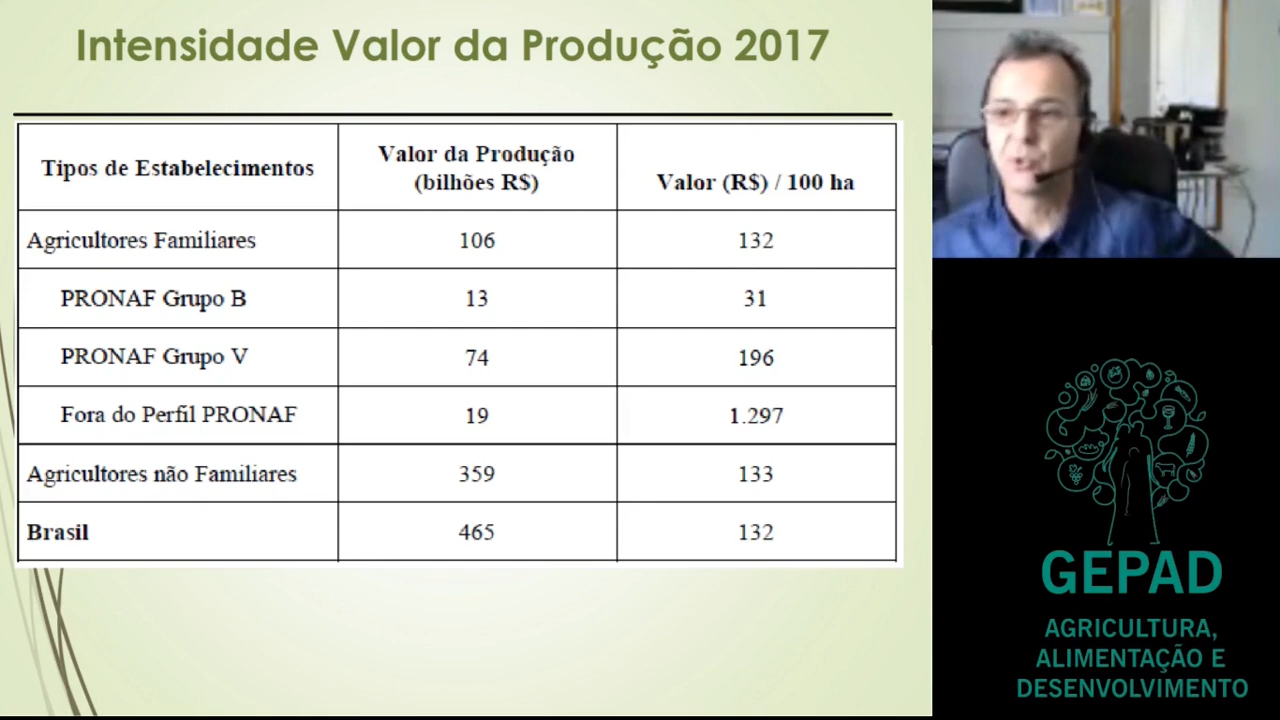 Intensidade Valor da Produção 2017
Tipos de Estabelecimentos
Valor da Produção
(bilhões R$)
Valor (R$) / 100 ha
Agricultores Familiares
106
132
PRONAF Grupo B
13
31
PRONAF Grupo V
74
196
Fora do Perfil PRONAF
19
1.297
Agricultores não Familiares
359
133
Brasil
465
132
GEPAD
AGRICULTURA,
ALIMENTAÇÃO E
DESENVOLVIMENTO